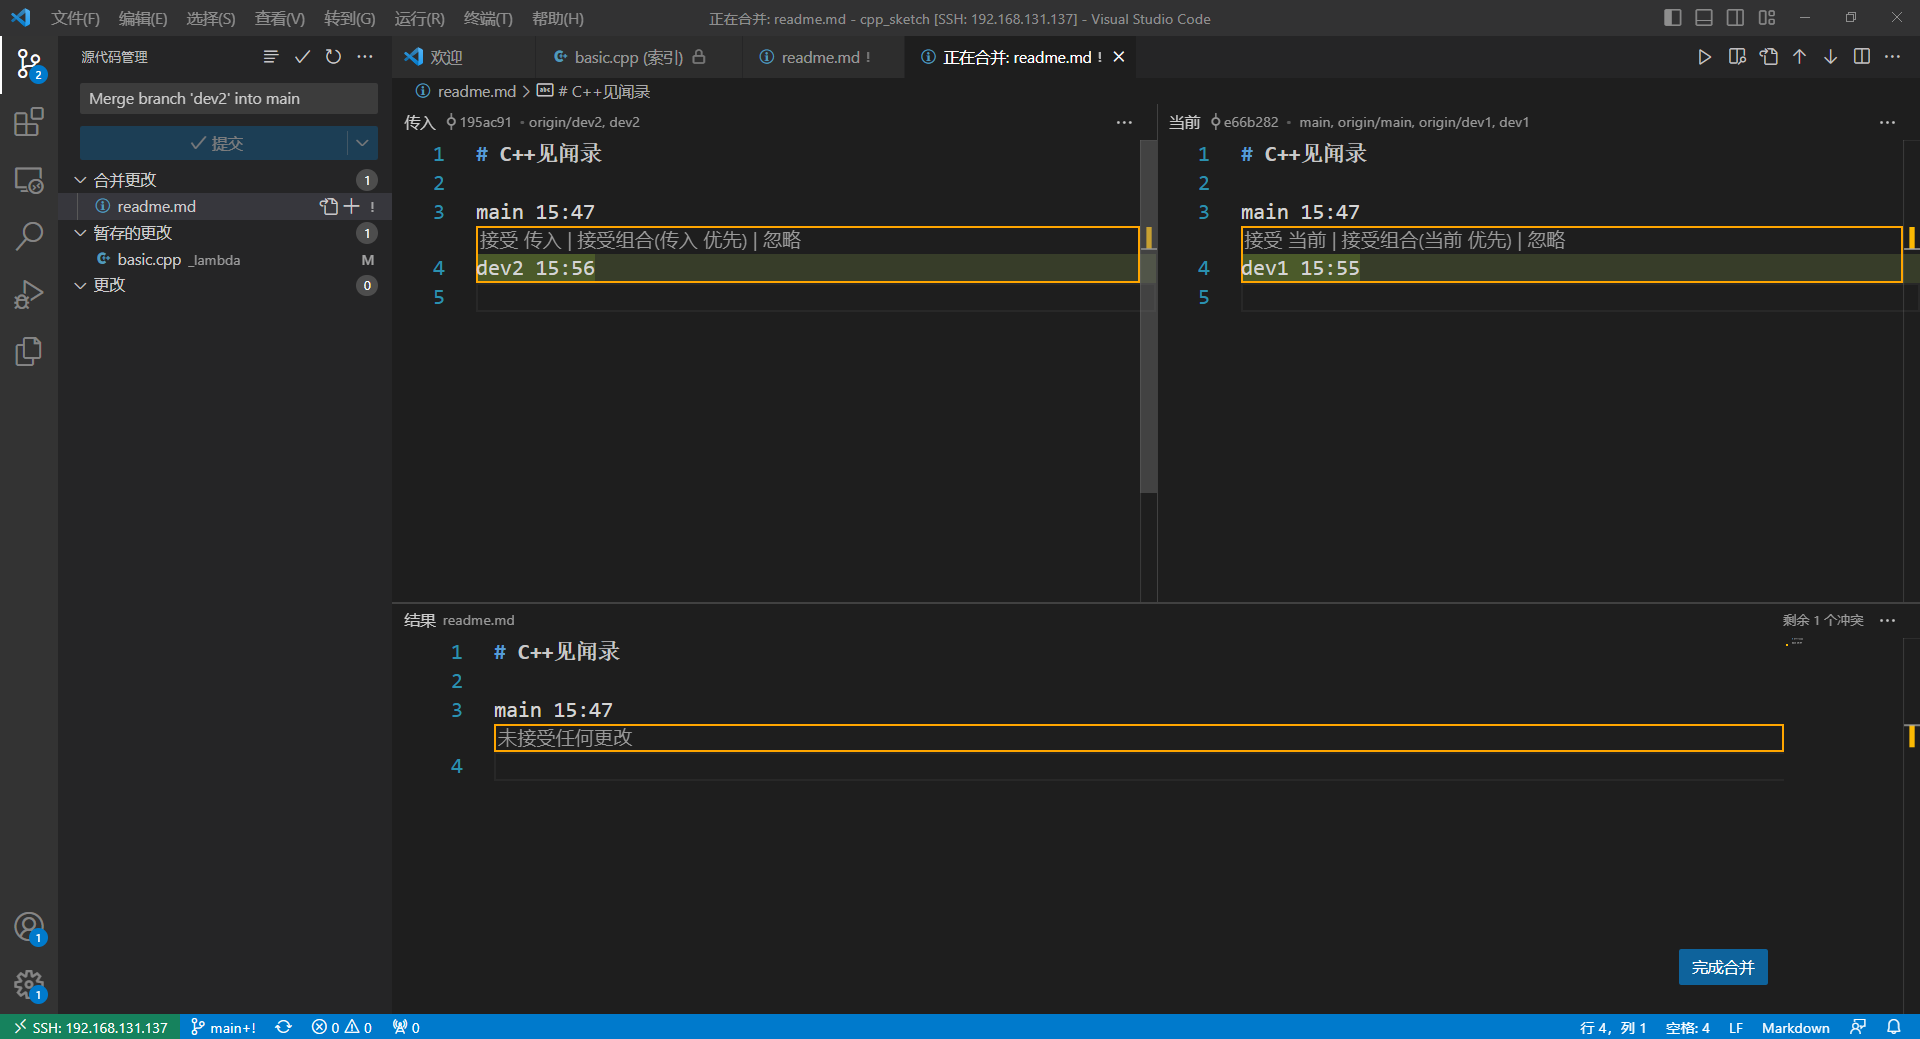 文件(F) 编辑(E) 选择(S) 查看(V) 转到(G) 运行(R) 终端(T) 帮助(H)
正在合并: readme.md - cpp_sketch [SSH: 192.168.131.137] - Visual Studio Code
源代码管理
欢迎
basic.cpp (索引)
readme.md !
正在合并: readme.md !
Merge branch 'dev2' into main
提交
合并更改 1
readme.md !
暂存的更改 1
basic.cpp _lambda M
更改 0
2
1
1
readme.md > # C++见闻录
传入 195ac91 origin/dev2, dev2
1 # C++见闻录
2
3 main 15:47
接受 传入 | 接受组合(传入 优先) | 忽略
4 dev2 15:56
5
当前 e66b282 main, origin/main, origin/dev1, dev1
1 # C++见闻录
2
3 main 15:47
接受 当前 | 接受组合(当前 优先) | 忽略
4 dev1 15:55
5
结果 readme.md
剩余 1 个冲突
1 # C++见闻录
2
3 main 15:47
未接受任何更改
4
完成合并
SSH: 192.168.131.137 main+! 0 0 0
行 4, 列 1 空格: 4 LF Markdown